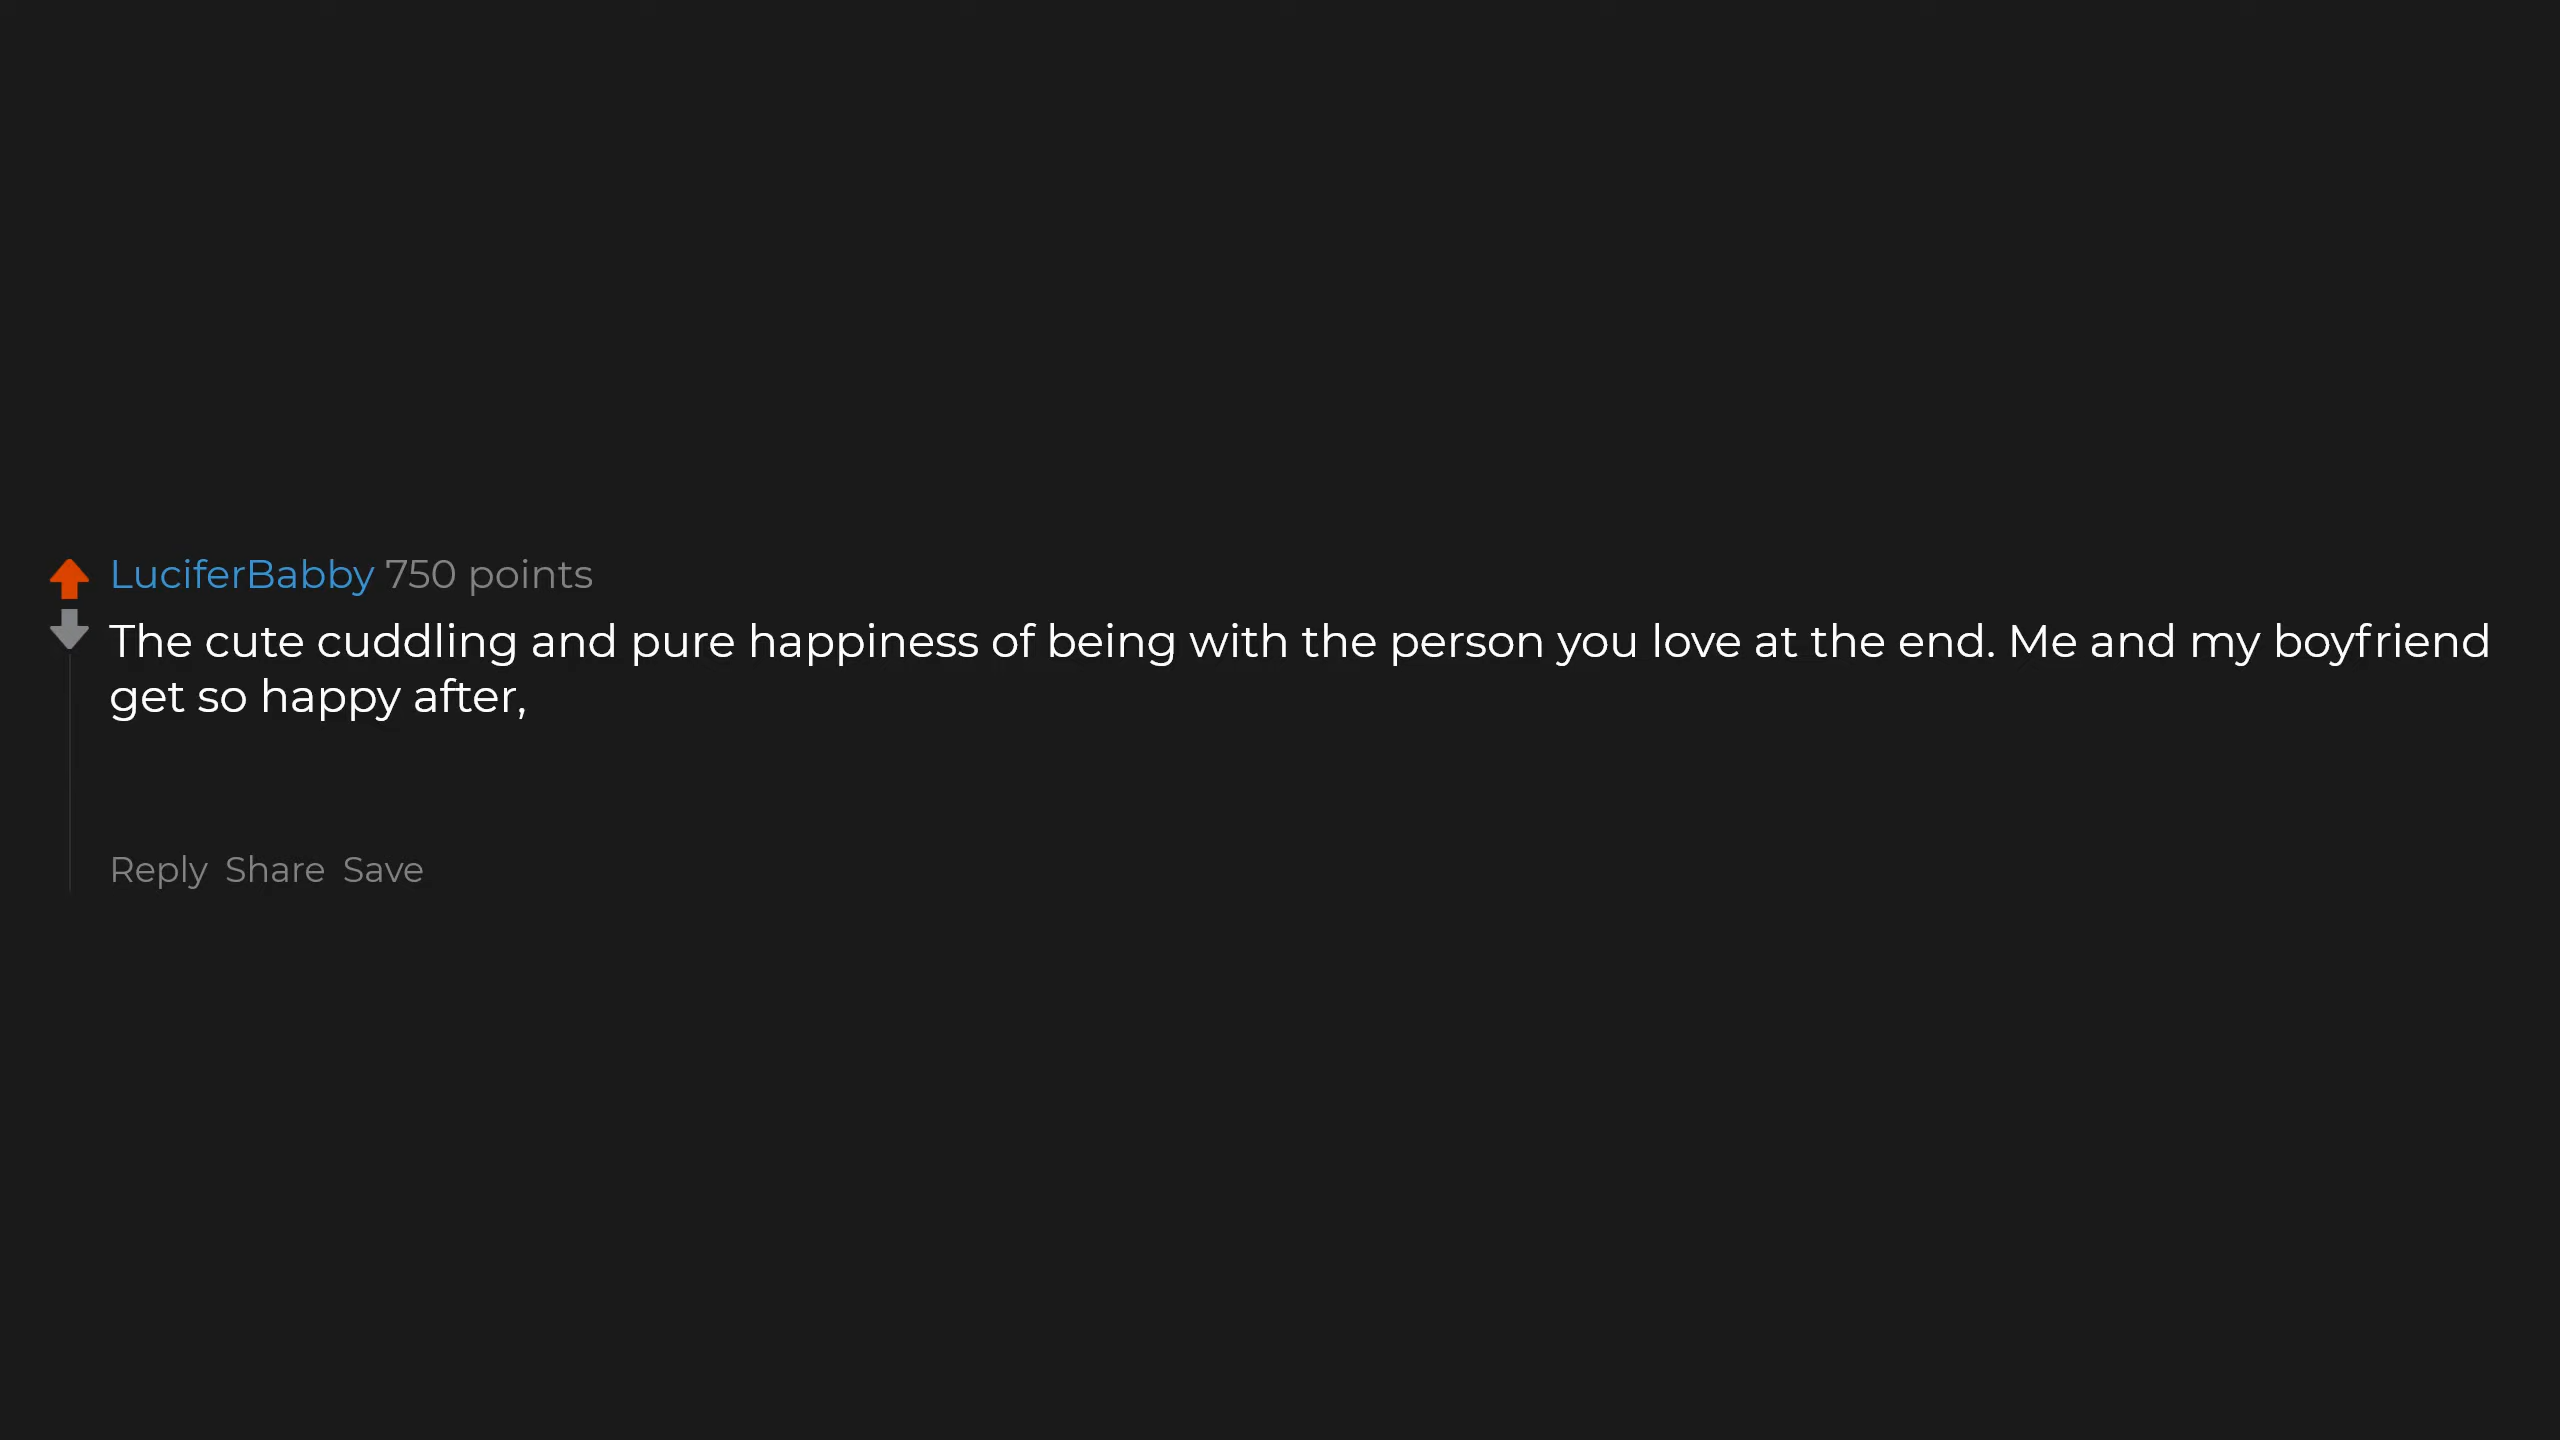 LuciferBabby 750 points
The cute cuddling and pure happiness of being with the person you love at the end. Me and my boyfriend
get so happy after,
Reply Share Save